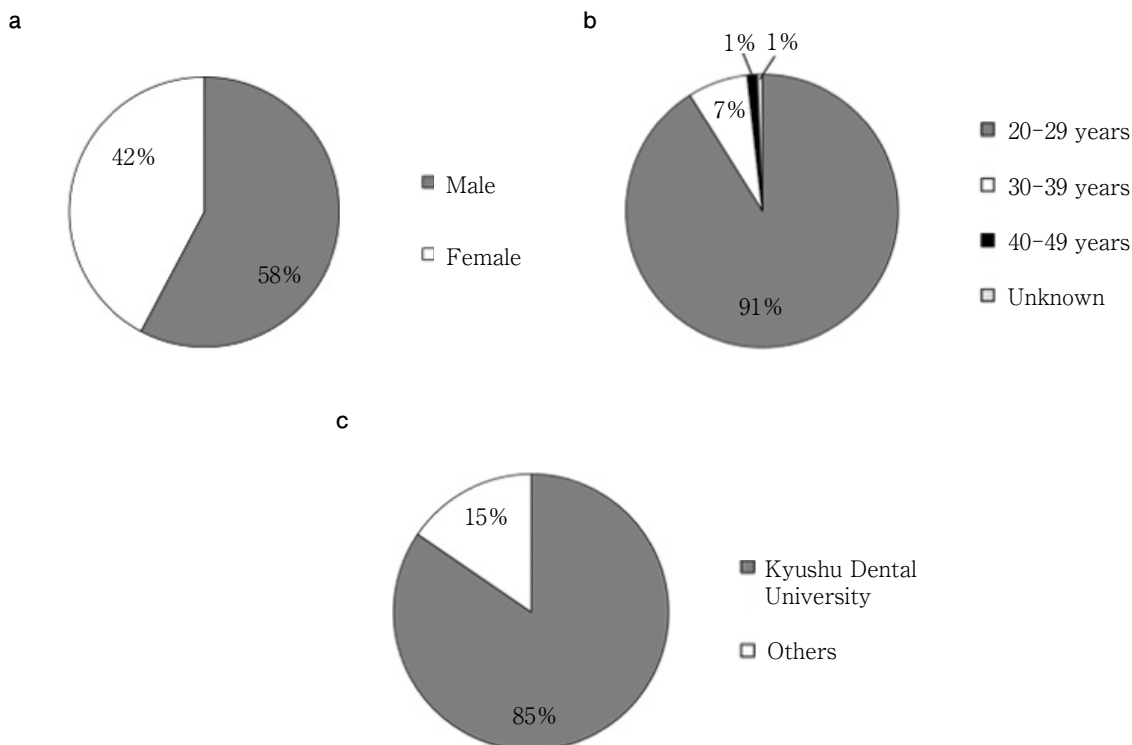 a
42%
58%
Male
Female
b
1%
1%
7%
91%
20-29 years
30-39 years
40-49 years
Unknown
c
15%
85%
Kyushu Dental
University
Others